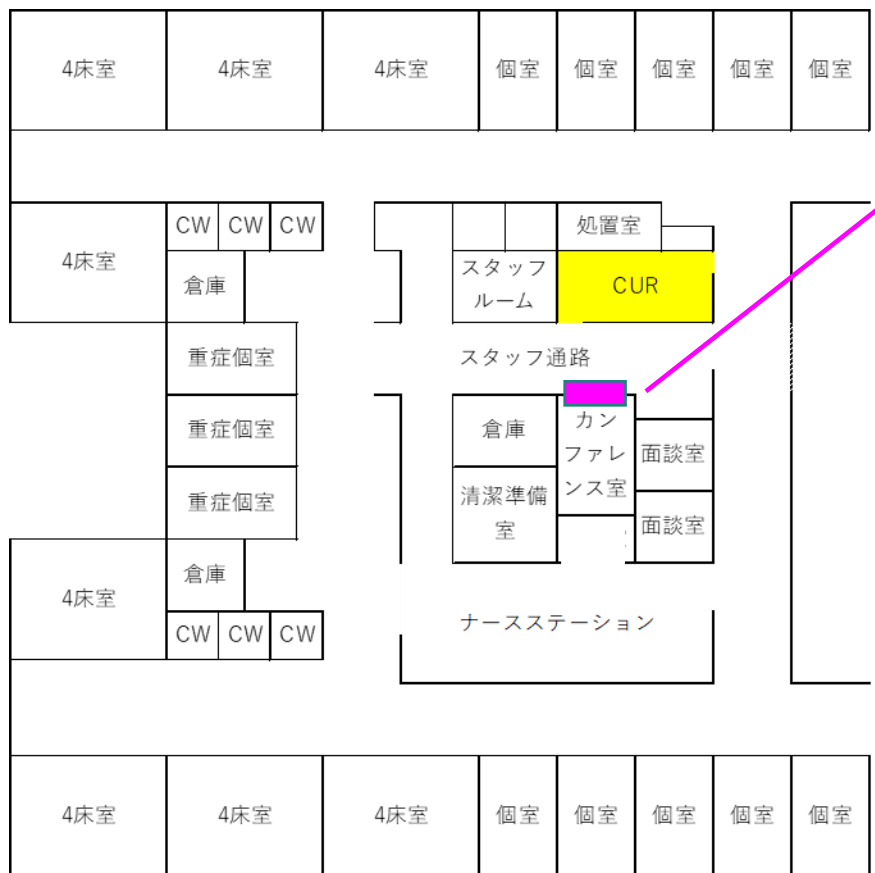 4床室
4床室
4床室
個室
個室
個室
個室
個室
CW
CW
CW
処置室
4床室
倉庫
スタッフ
ルーム
CUR
重症個室
スタッフ通路
重症個室
倉庫
カン
ファレ
ンス室
面談室
重症個室
清潔準備
室
面談室
倉庫
4床室
CW
CW
CW
ナースステーション
4床室
4床室
4床室
個室
個室
個室
個室
個室